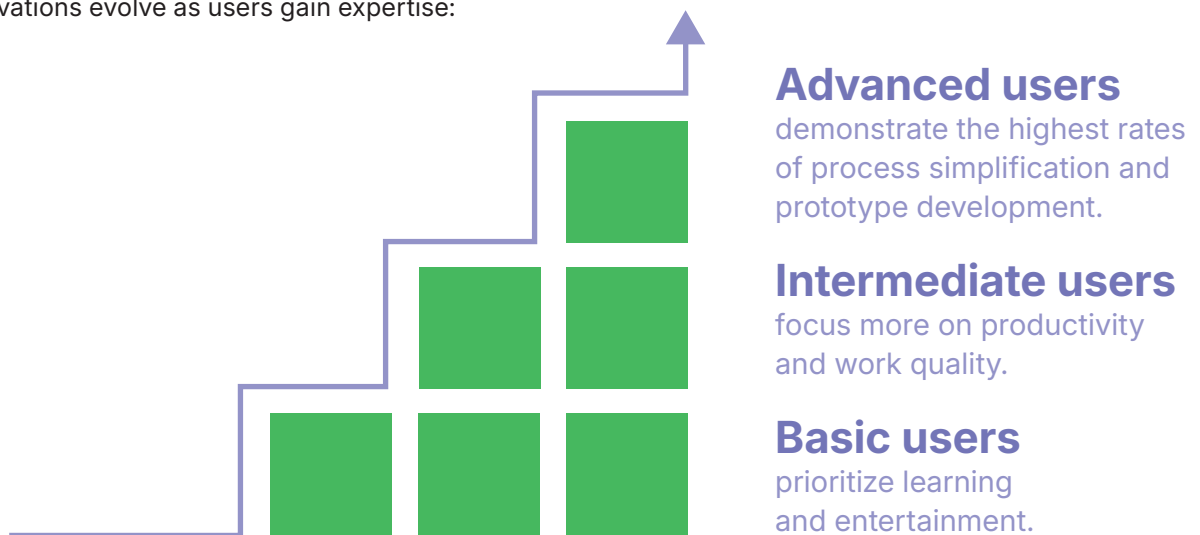 evolve as users gain expertise:
Advanced users
demonstrate the highest rates
of process simplification and
prototype development.
Intermediate users
focus more on productivity
and work quality.
Basic users
prioritize learning
and entertainment.